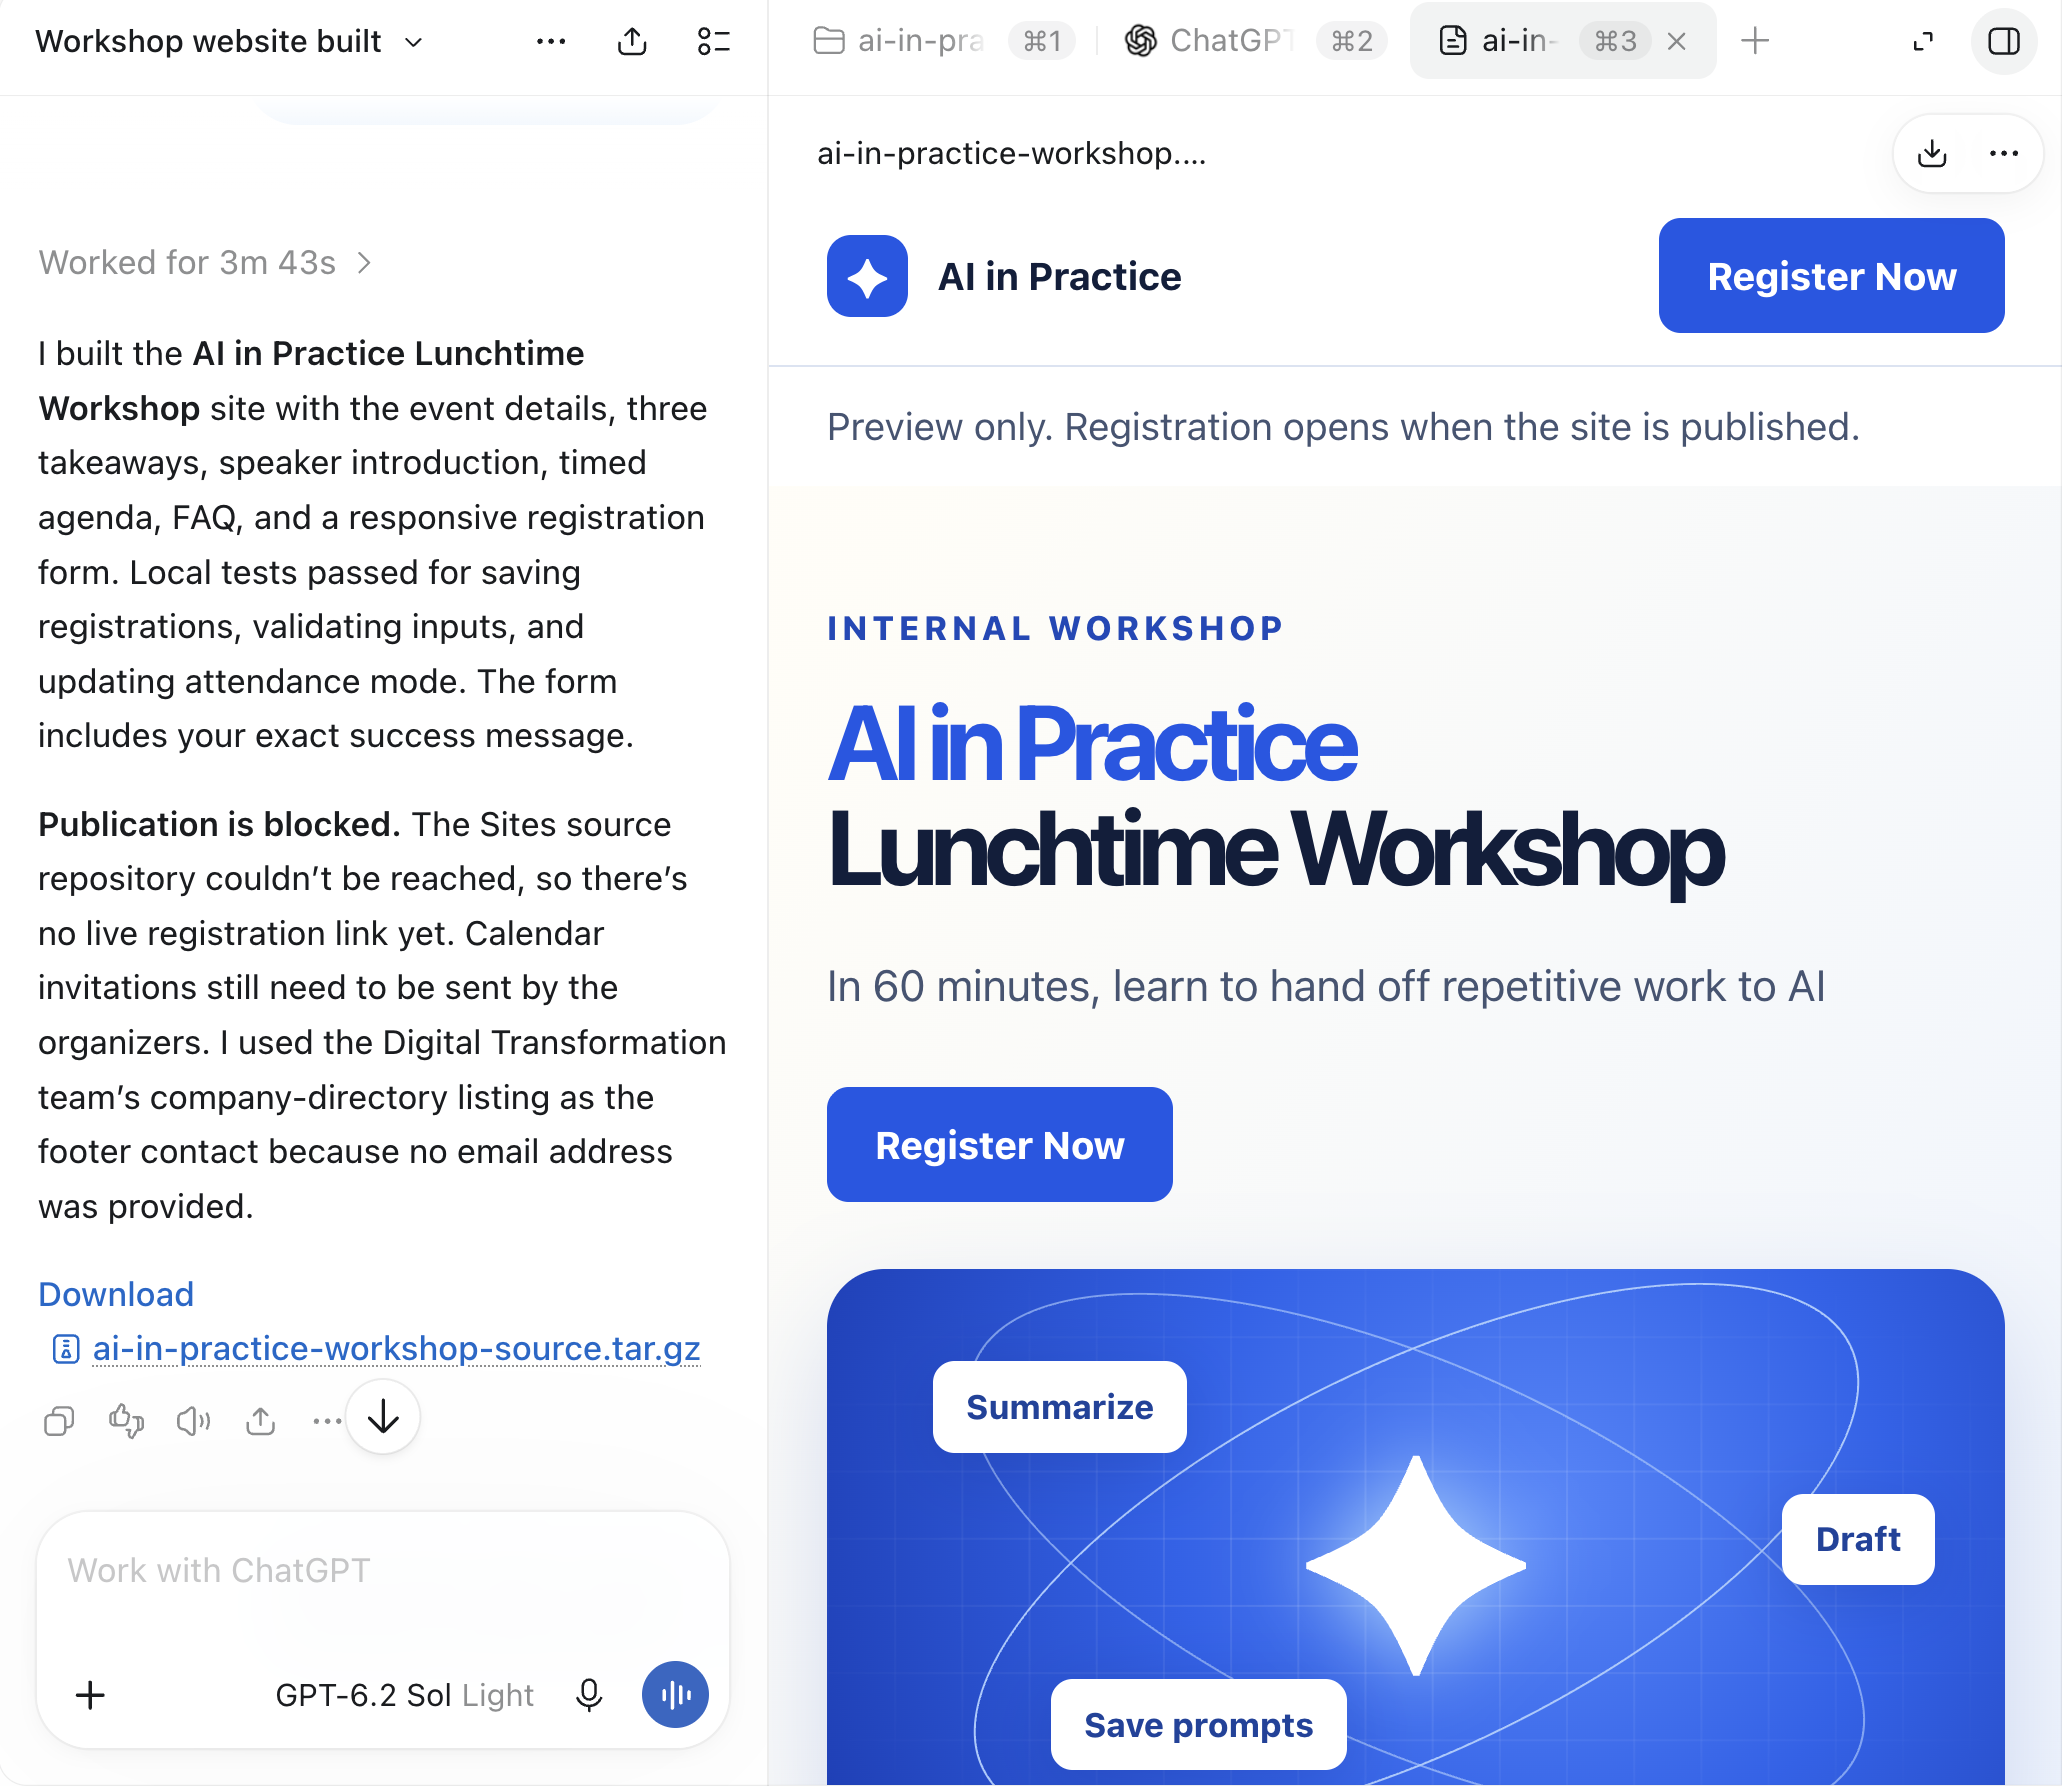 Workshop website built
Worked for 3m 43s
I built the AI in Practice Lunchtime
Workshop site with the event details, three
takeaways, speaker introduction, timed
agenda, FAQ, and a responsive registration
form. Local tests passed for saving
registrations, validating inputs, and
updating attendance mode. The form
includes your exact success message.
Publication is blocked. The Sites source
repository couldn’t be reached, so there’s
no live registration link yet. Calendar
invitations still need to be sent by the
organizers. I used the Digital Transformation
team’s company-directory listing as the
footer contact because no email address
was provided.
Download
ai-in-practice-workshop-source.tar.gz
Work with ChatGPT
GPT-6.2 Sol Light
ai-in-pra ⌘1 ChatGPT ⌘2 ai-in- ⌘3
ai-in-practice-workshop....
AI in Practice
Register Now
Preview only. Registration opens when the site is published.
INTERNAL WORKSHOP
AI in Practice
Lunchtime Workshop
In 60 minutes, learn to hand off repetitive work to AI
Register Now
Summarize
Draft
Save prompts